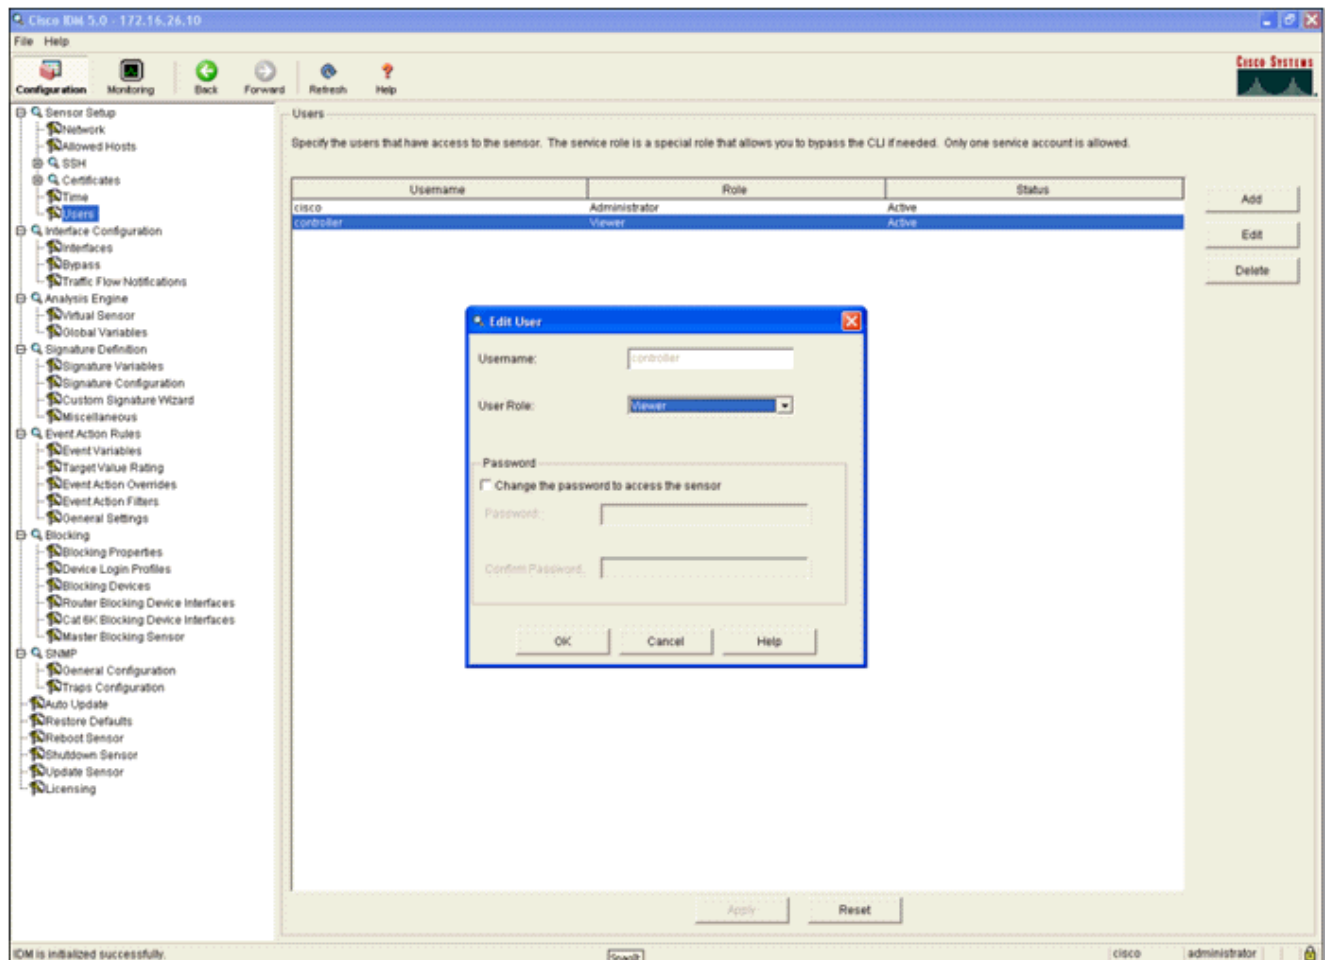 Cisco IDM 5.0 - 172.16.26.10
File Help
Configuration Monitoring Back Forward Refresh Help
CISCO SYSTEMS
Sensor Setup
Network
Allowed Hosts
SSH
Certificates
Time
Users
Interface Configuration
Interfaces
Bypass
Traffic Flow Notifications
Analysis Engine
Virtual Sensor
Global Variables
Signature Definition
Signature Variables
Signature Configuration
Custom Signature Wizard
Miscellaneous
Event Action Rules
Event Variables
Target Value Rating
Event Action Overrides
Event Action Filters
General Settings
Blocking
Blocking Properties
Device Login Profiles
Blocking Devices
Router Blocking Device Interfaces
Cat 6K Blocking Device Interfaces
Master Blocking Sensor
SNMP
General Configuration
Traps Configuration
Auto Update
Restore Defaults
Reboot Sensor
Shutdown Sensor
Update Sensor
Licensing
Users
Specify the users that have access to the sensor. The service role is a special role that allows you to bypass the CLI if needed. Only one service account is allowed.
Username Role Status
cisco Administrator Active
controller Viewer Active
Add
Edit
Delete
Edit User
Username: controller
User Role: Viewer
Password
Change the password to access the sensor
Password:
Confirm Password:
OK Cancel Help
Apply Reset
IDM is initialized successfully.
SnagIt
cisco administrator